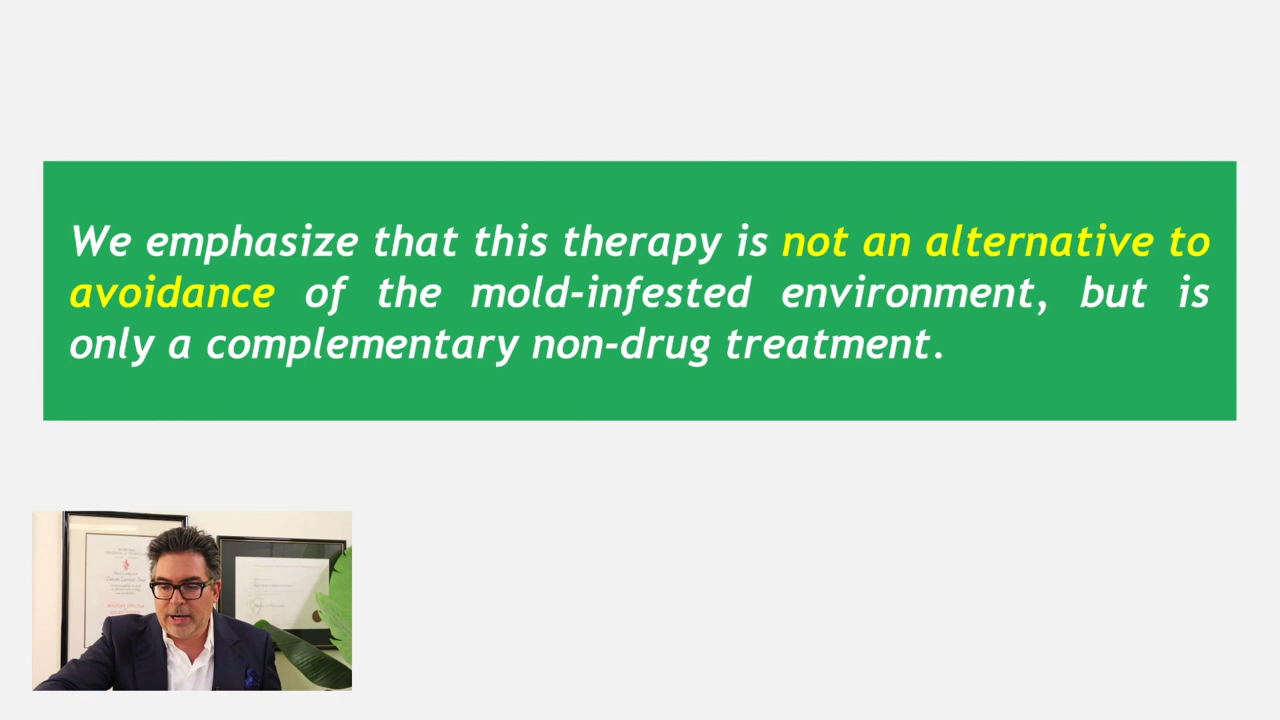 We emphasize that this therapy is not an alternative to
avoidance of the mold-infested environment, but is
only a complementary non-drug treatment.